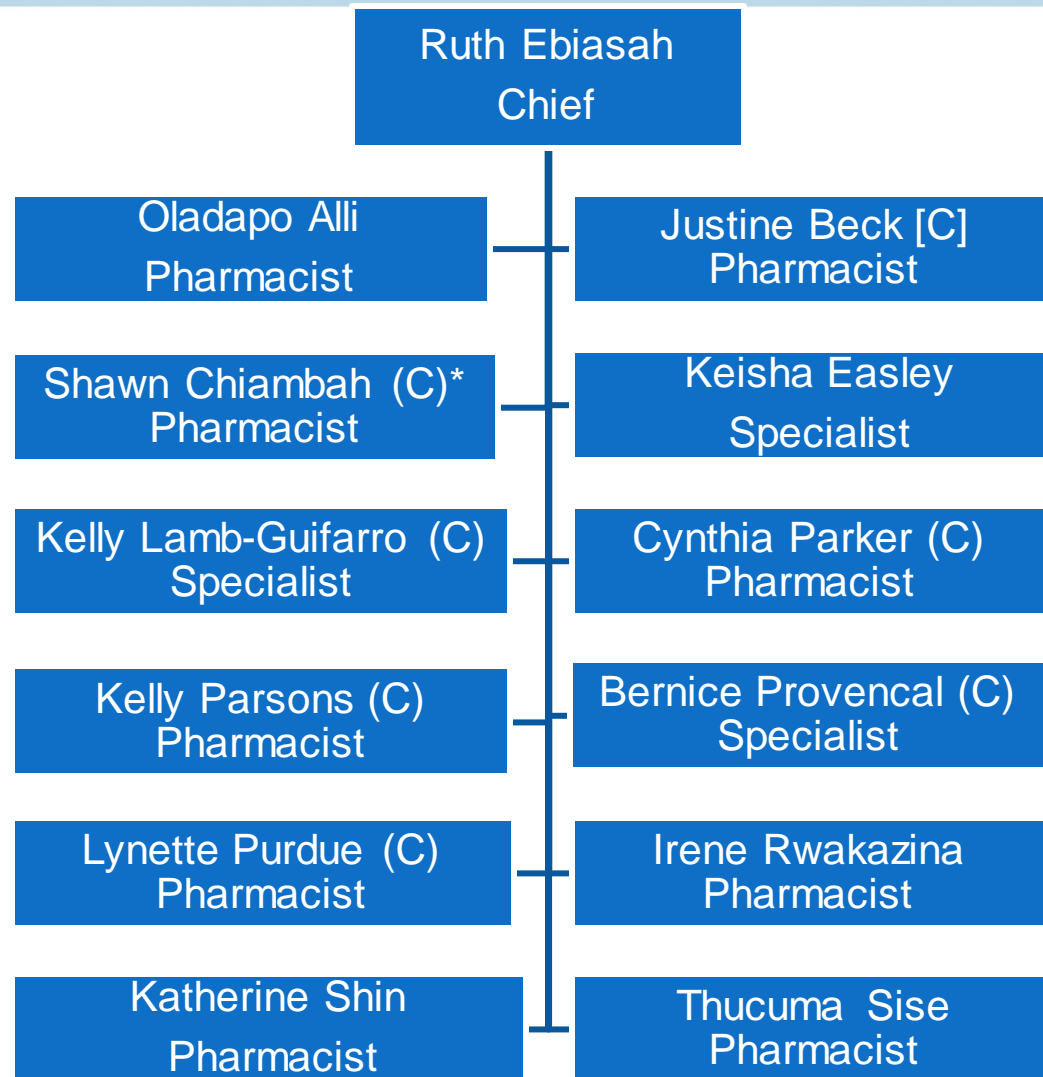 Ruth Ebiasah
Chief
Oladapo Alli
Pharmacist
Justine Beck [C]
Pharmacist
Shawn Chiambah (C)*
Pharmacist
Keisha Easley
Specialist
Kelly Lamb-Guifarro (C)
Specialist
Cynthia Parker (C)
Pharmacist
Kelly Parsons (C)
Pharmacist
Bernice Provencal (C)
Specialist
Lynette Purdue (C)
Pharmacist
Irene Rwakazina
Pharmacist
Katherine Shin
Pharmacist
Thucuma Sise
Pharmacist